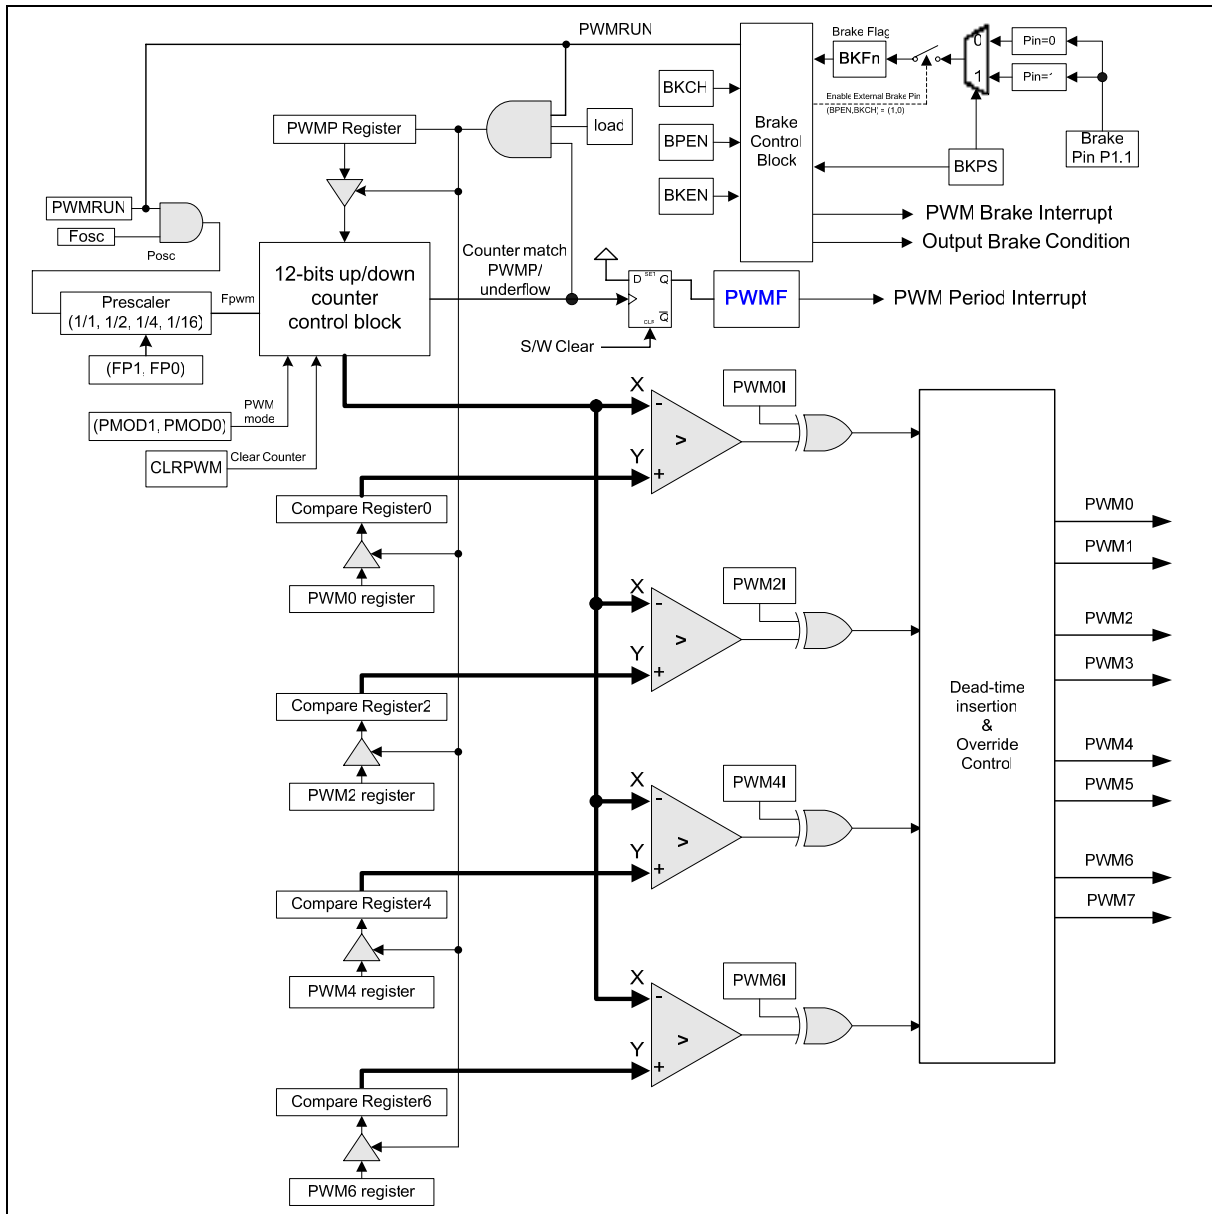 PWMRUN
Brake Flag
BKFn
0
1
Pin=0
Pin=1
Enable External Brake Pin
(BPEN,BKCH) = (1,0)
Brake
Pin P1.1
BKCH
BPEN
BKEN
Brake
Control
Block
BKPS
PWM Brake Interrupt
Output Brake Condition
PWMP Register
load
PWMRUN
Fosc
Posc
Prescaler
(1/1, 1/2, 1/4, 1/16)
Fpwm
(FP1, FP0)
12-bits up/down
counter
control block
Counter match
PWMP/
underflow
D
SET
Q
CLR
Q
S/W Clear
PWMF
PWM Period Interrupt
(PMOD1, PMOD0)
PWM
mode
CLRPWM
Clear Counter
X
-
>
Y
+
PWM0I
Compare Register0
PWM0 register
X
-
>
Y
+
PWM2I
Compare Register2
PWM2 register
X
-
>
Y
+
PWM4I
Compare Register4
PWM4 register
X
-
>
Y
+
PWM6I
Compare Register6
PWM6 register
Dead-time
insertion
&
Override
Control
PWM0
PWM1
PWM2
PWM3
PWM4
PWM5
PWM6
PWM7